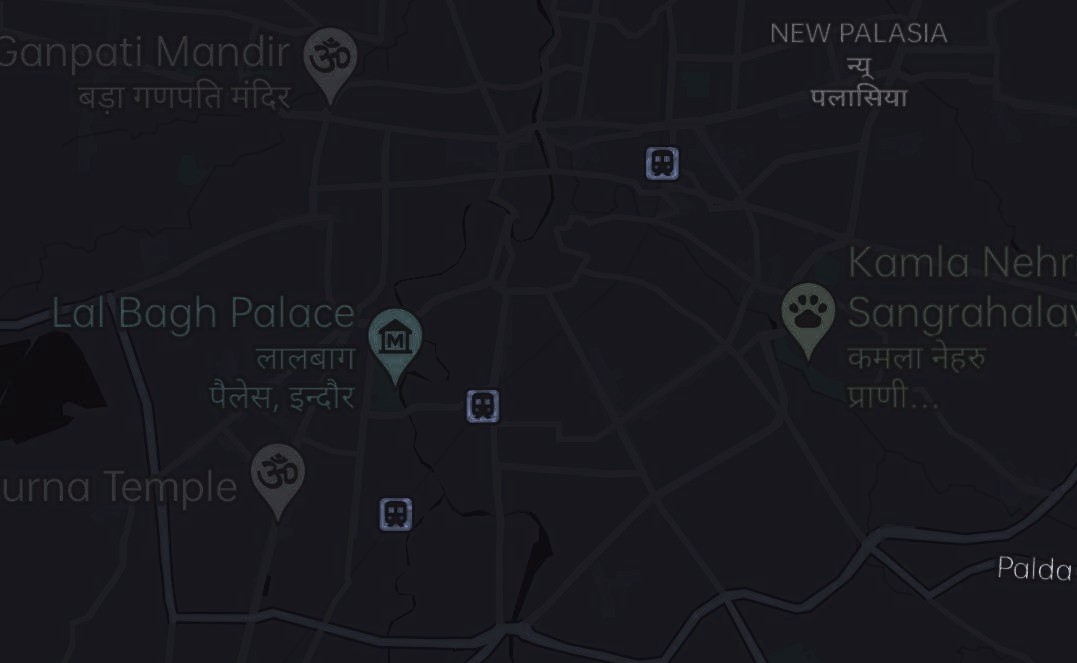 Ganpati Mandir
बड़ा गणपति मंदिर
NEW PALASIA
न्यू
पलासिया
Kamla Nehr
Sangrahalay
कमला नेहरु
प्राणी...
Lal Bagh Palace
लालबाग
पैलेस, इन्दौर
urna Temple
Palda